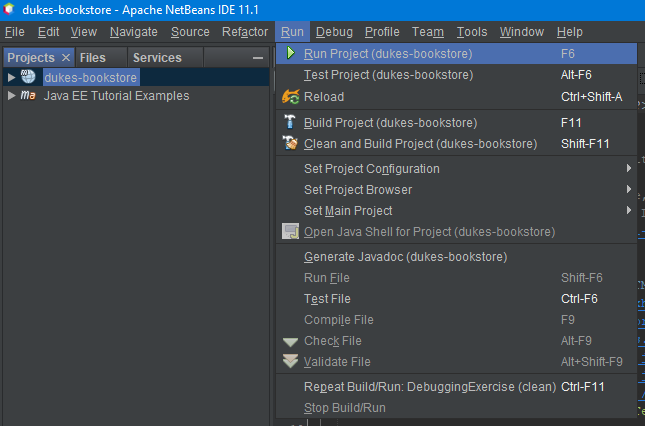 dukes-bookstore - Apache NetBeans IDE 11.1
File Edit View Navigate Source Refactor Run Debug Profile Team Tools Window Help
Projects Files Services
dukes-bookstore
Java EE Tutorial Examples
Run Project (dukes-bookstore) F6
Test Project (dukes-bookstore) Alt-F6
Reload Ctrl+Shift-A
Build Project (dukes-bookstore) F11
Clean and Build Project (dukes-bookstore) Shift-F11
Set Project Configuration
Set Project Browser
Set Main Project
Open Java Shell for Project (dukes-bookstore)
Generate Javadoc (dukes-bookstore)
Run File Shift-F6
Test File Ctrl-F6
Compile File F9
Check File Alt-F9
Validate File Alt+Shift-F9
Repeat Build/Run: DebuggingExercise (clean) Ctrl-F11
Stop Build/Run